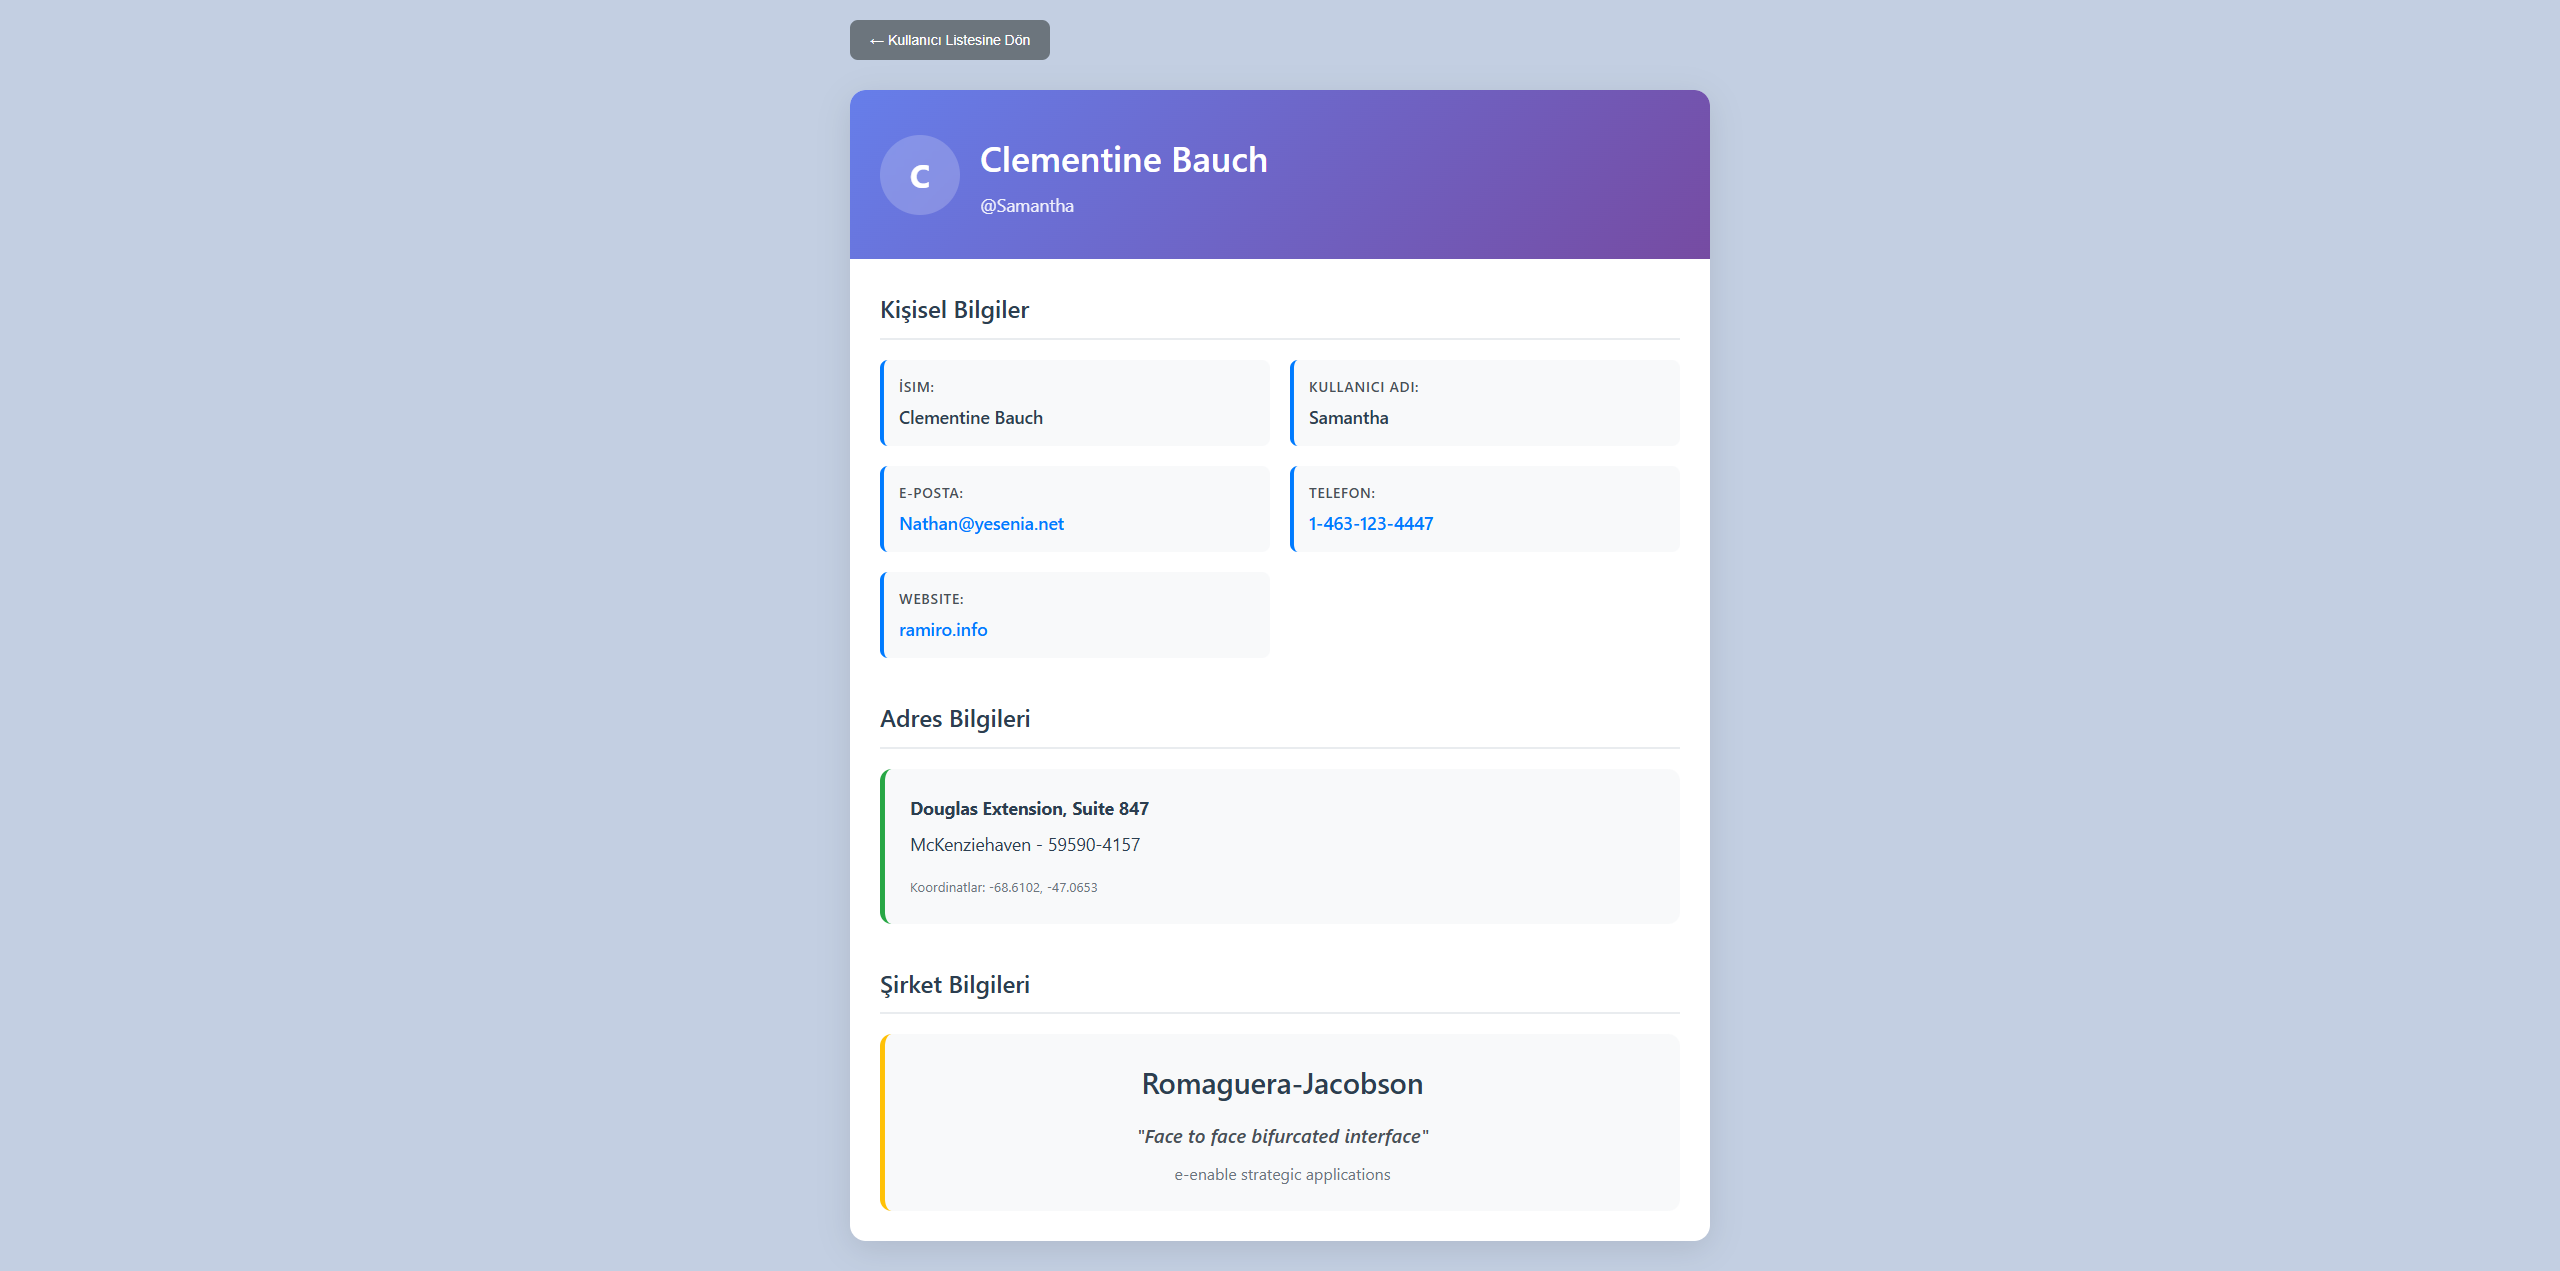 ← Kullanıcı Listesine Dön
C
Clementine Bauch
@Samantha
Kişisel Bilgiler
İSIM:
Clementine Bauch
KULLANICI ADI:
Samantha
E-POSTA:
Nathan@yesenia.net
TELEFON:
1-463-123-4447
WEBSITE:
ramiro.info
Adres Bilgileri
Douglas Extension, Suite 847
McKenziehaven - 59590-4157
Koordinatlar: -68.6102, -47.0653
Şirket Bilgileri
Romaguera-Jacobson
"Face to face bifurcated interface"
e-enable strategic applications